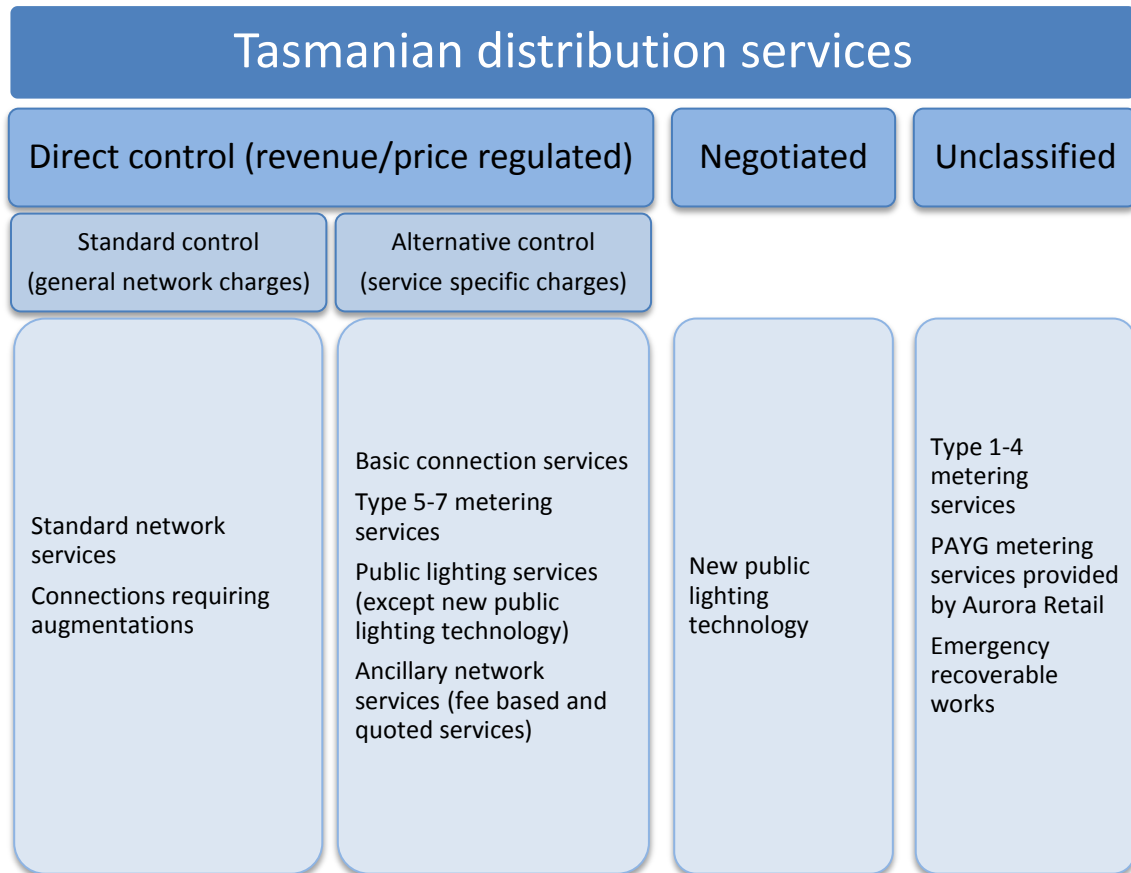 Tasmanian distribution services
Direct control (revenue/price regulated)
Negotiated
Unclassified
Standard control
(general network charges)
Alternative control
(service specific charges)
Standard network
services
Connections requiring
augmentations
Basic connection services
Type 5-7 metering
services
Public lighting services
(except new public
lighting technology)
Ancillary network
services (fee based and
quoted services)
New public
lighting
technology
Type 1-4
metering
services
PAYG metering
services provided
by Aurora Retail
Emergency
recoverable
works